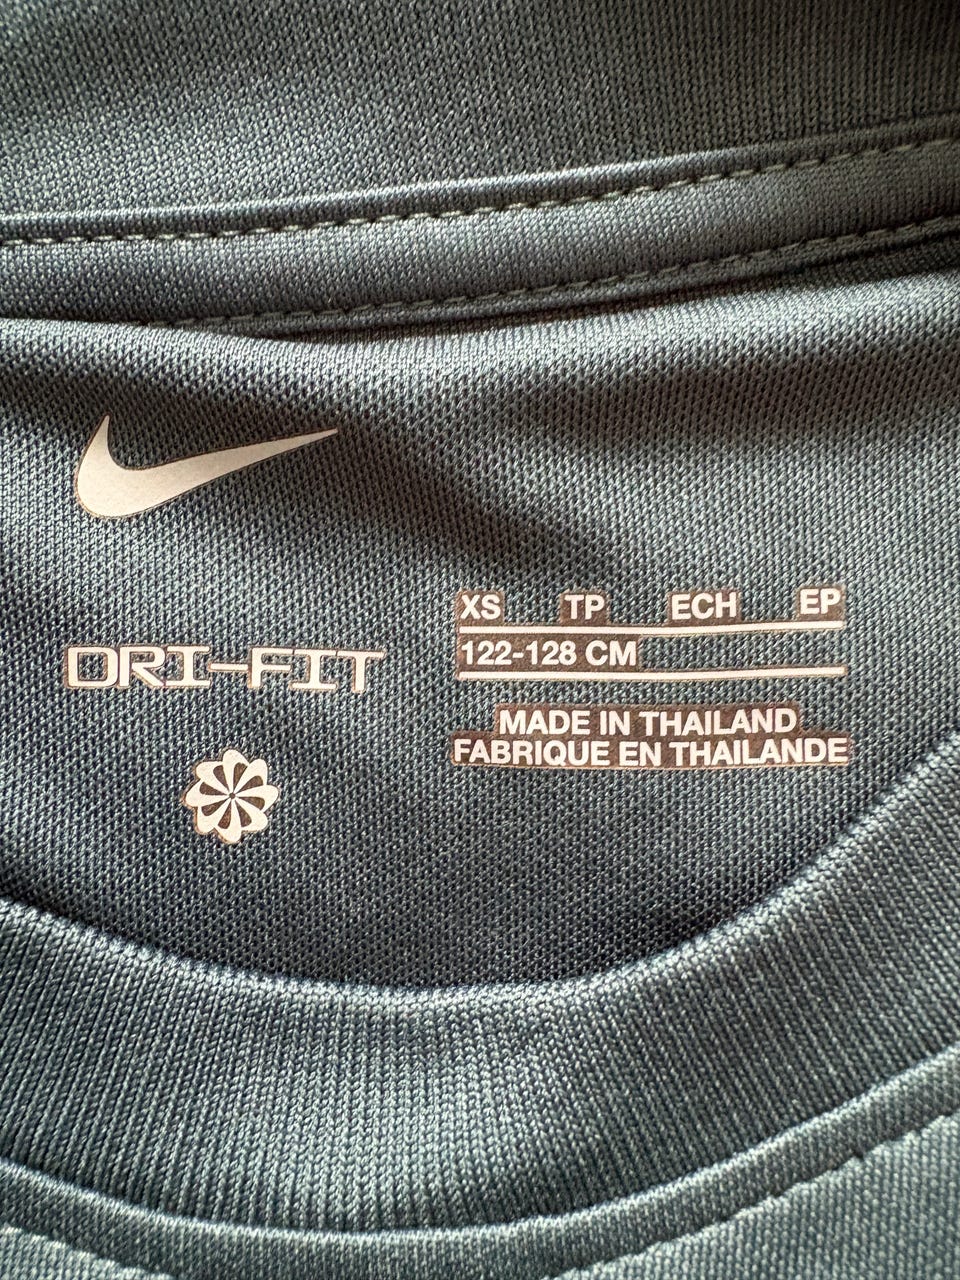 DRI-FIT
XS TP ECH EP
122-128 CM
MADE IN THAILAND
FABRIQUE EN THAILANDE